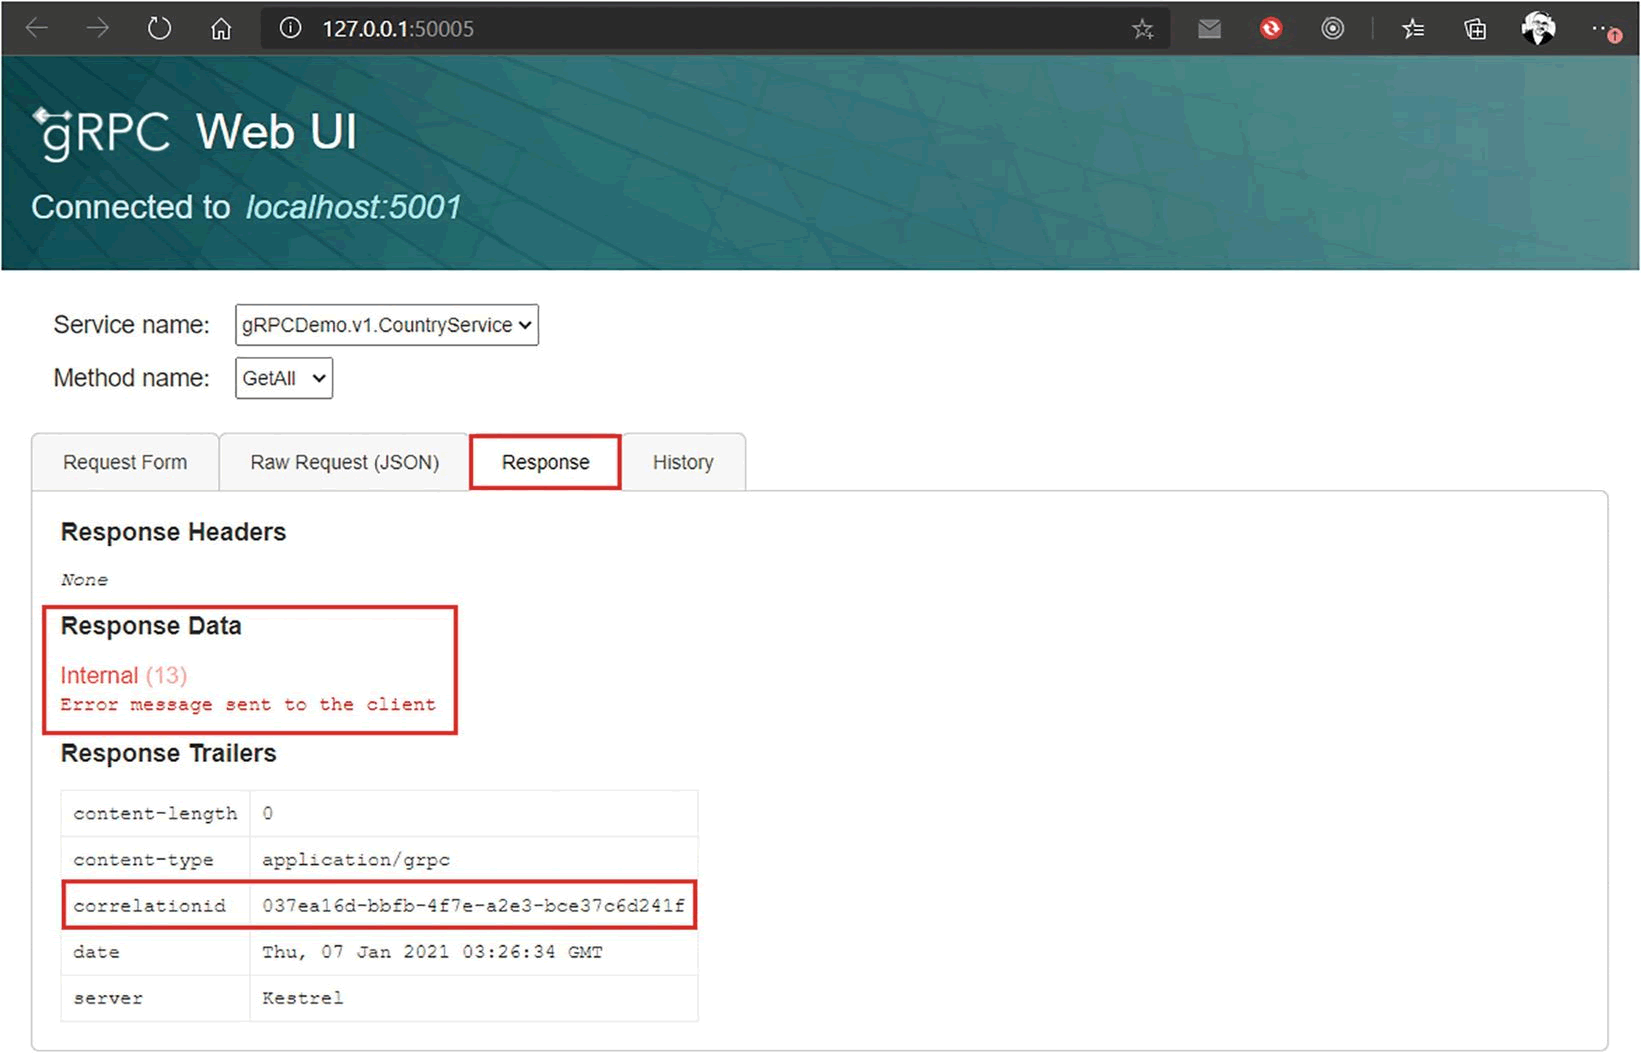 127.0.0.1:50005
gRPC Web UI
Connected to localhost:5001
Service name: gRPCDemo.v1.CountryService
Method name: GetAll
Request Form Raw Request (JSON) Response History
Response Headers
None
Response Data
Internal (13)
Error message sent to the client
Response Trailers
content-length 0
content-type application/grpc
correlationid 037ea16d-bbfb-4f7e-a2e3-bce37c6d241f
date Thu, 07 Jan 2021 03:26:34 GMT
server Kestrel